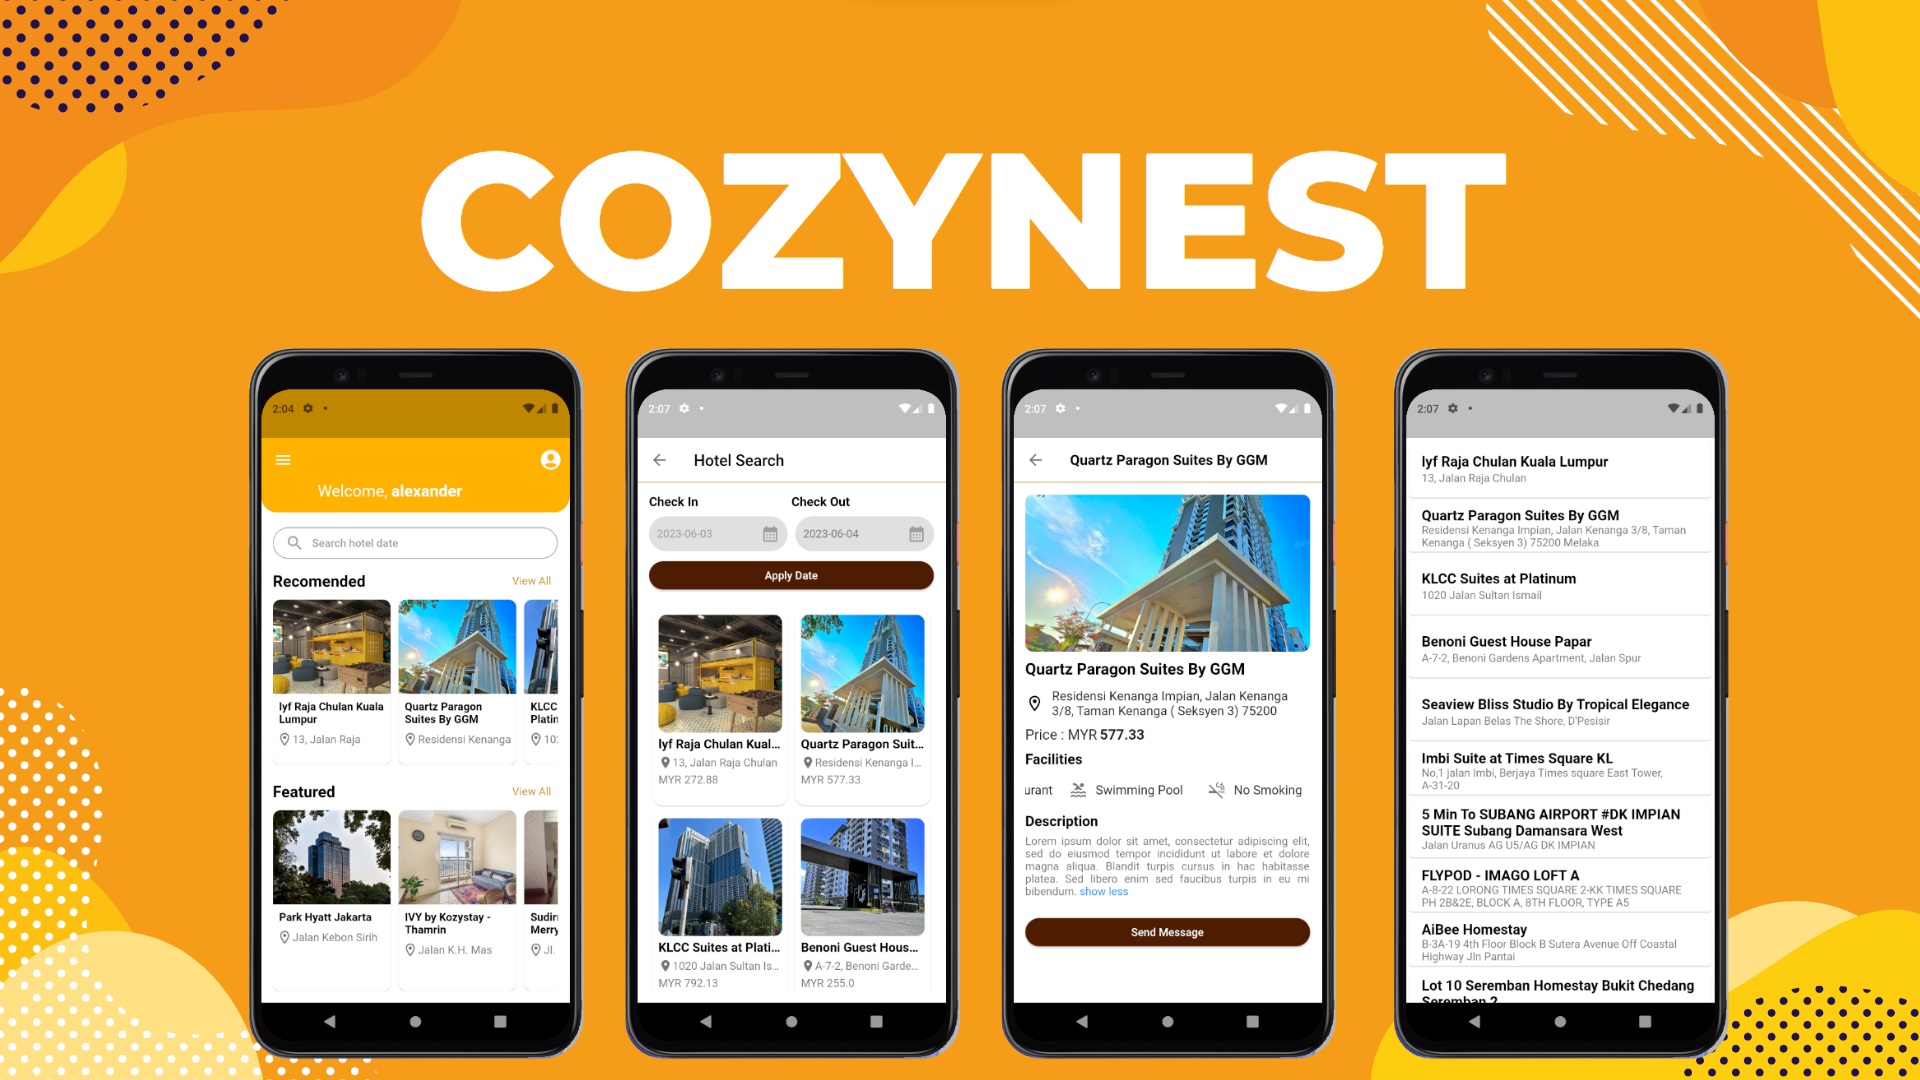 COZYNEST
2:04
Welcome, alexander
Search hotel date
Recomended
View All
lyf Raja Chulan Kuala
Lumpur
13, Jalan Raja
Quartz Paragon
Suites By GGM
Residensi Kenanga
KLCC
Platin
10
Featured
View All
Park Hyatt Jakarta
Jalan Kebon Sirih
IVY by Kozystay -
Thamrin
Jalan K.H. Mas
Sudir
Merry
Jl.
2:07
Hotel Search
Check In
Check Out
2023-06-03
2023-06-04
Apply Date
lyf Raja Chulan Kual...
13, Jalan Raja Chulan
MYR 272.88
Quartz Paragon Suit...
Residensi Kenanga I...
MYR 577.33
KLCC Suites at Plati...
1020 Jalan Sultan Is...
MYR 792.13
Benoni Guest Hous...
A-7-2, Benoni Garde...
MYR 255.0
2:07
Quartz Paragon Suites By GGM
Quartz Paragon Suites By GGM
Residensi Kenanga Impian, Jalan Kenanga
3/8, Taman Kenanga ( Seksyen 3) 75200
Price : MYR 577.33
Facilities
urant
Swimming Pool
No Smoking
Description
Lorem ipsum dolor sit amet, consectetur adipiscing elit,
sed do eiusmod tempor incididunt ut labore et dolore
magna aliqua. Blandit turpis cursus in hac habitasse
platea. Sed libero enim sed faucibus turpis in eu mi
bibendum. show less
Send Message
2:07
lyf Raja Chulan Kuala Lumpur
13, Jalan Raja Chulan
Quartz Paragon Suites By GGM
Residensi Kenanga Impian, Jalan Kenanga 3/8, Taman
Kenanga ( Seksyen 3) 75200 Melaka
KLCC Suites at Platinum
1020 Jalan Sultan Ismail
Benoni Guest House Papar
A-7-2, Benoni Gardens Apartment, Jalan Spur
Seaview Bliss Studio By Tropical Elegance
Jalan Lapan Belas The Shore, D'Pesisir
Imbi Suite at Times Square KL
No,1 jalan Imbi, Berjaya Times square East Tower,
A-31-20
5 Min To SUBANG AIRPORT #DK IMPIAN
SUITE Subang Damansara West
Jalan Uranus AG U5/AG DK IMPIAN
FLYPOD - IMAGO LOFT A
A-8-22 LORONG TIMES SQUARE 2-KK TIMES SQUARE
PH 2B&2E, BLOCK A, 8TH FLOOR, TYPE A5
AiBee Homestay
B-3A-19 4th Floor Block B Sutera Avenue Off Coastal
Highway Jln Pantai
Lot 10 Seremban Homestay Bukit Chedang
Seremban 2